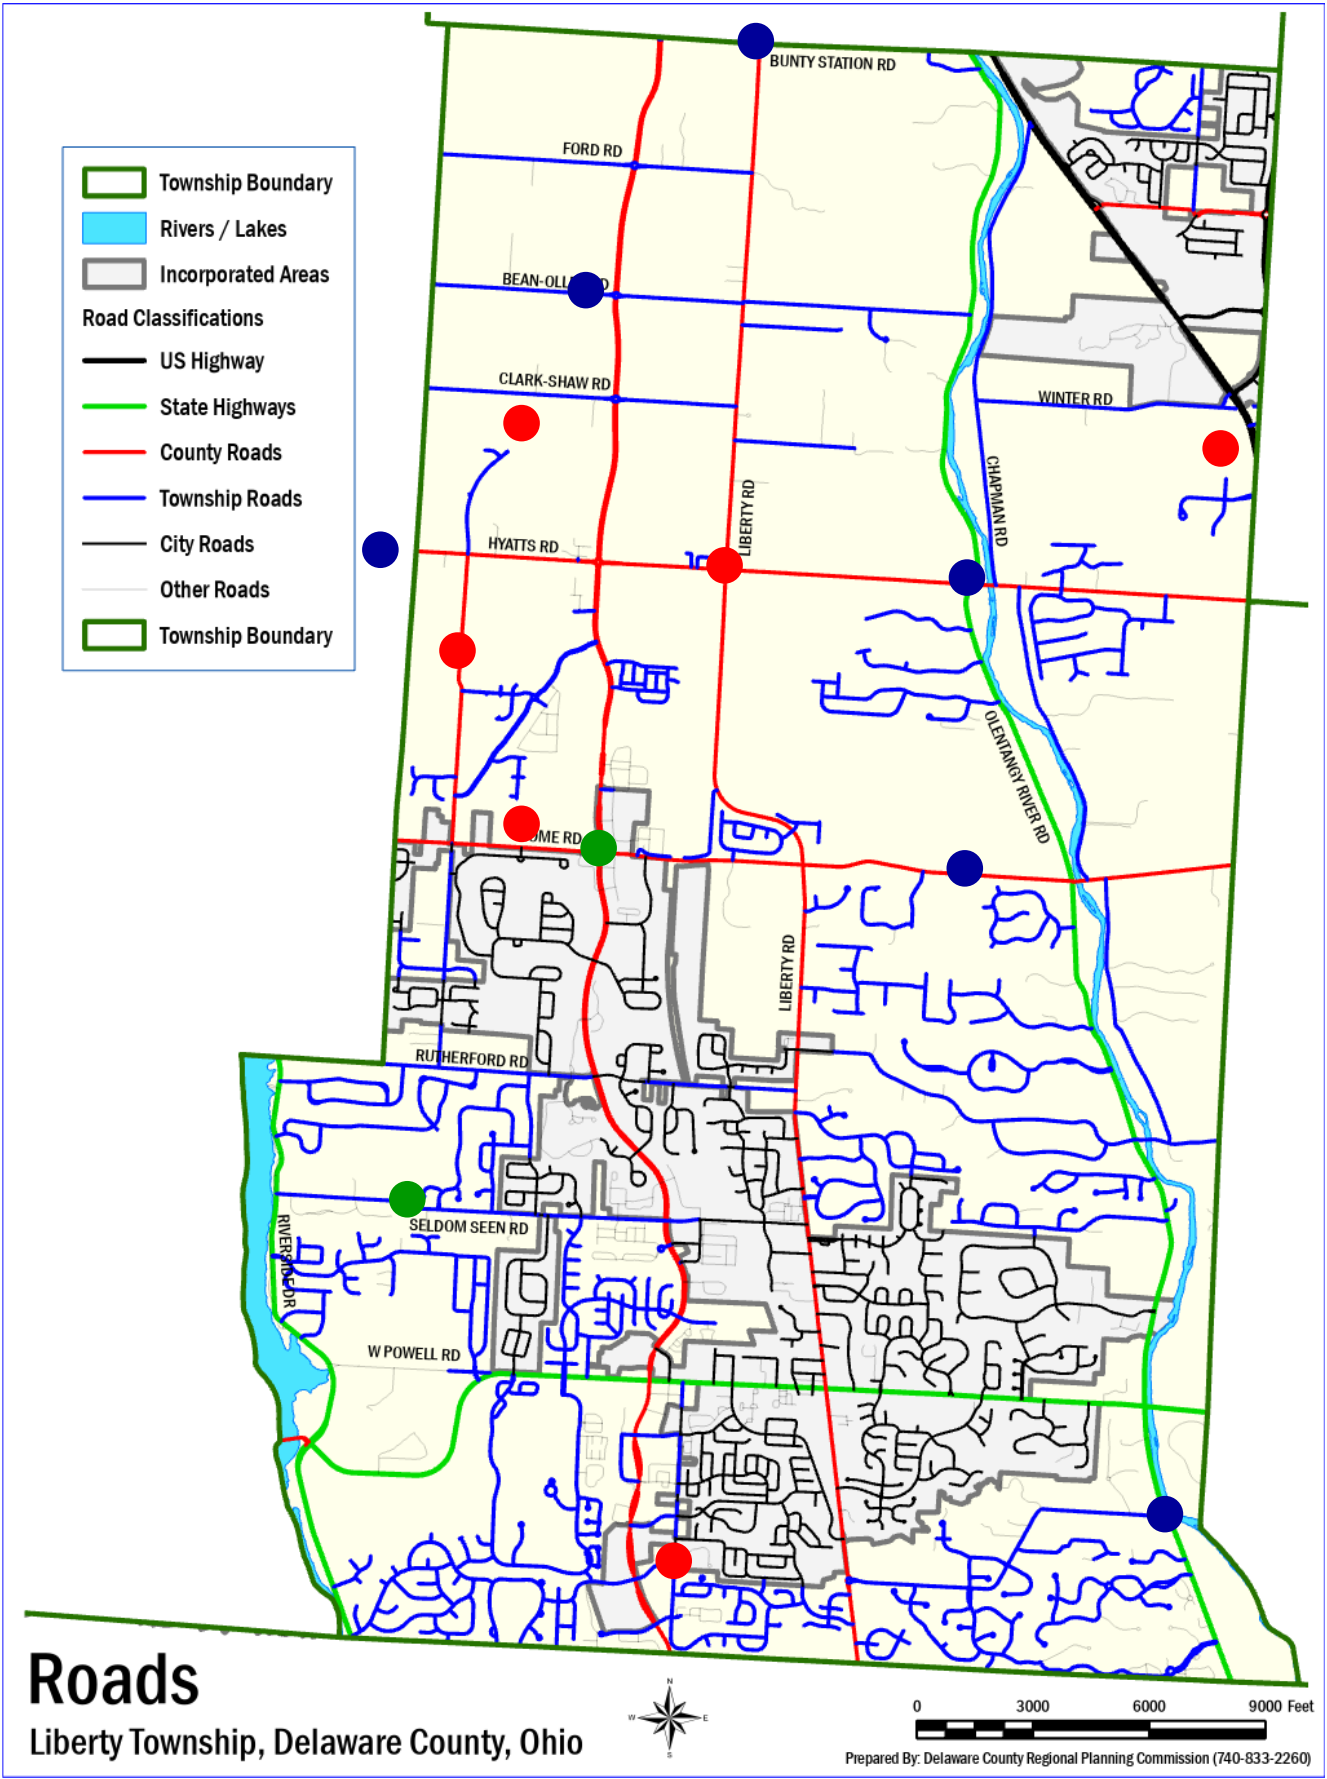 BUNTY STATION RD
FORD RD
Township Boundary
Rivers / Lakes
Incorporated Areas
Road Classifications
US Highway
State Highways
County Roads
Township Roads
City Roads
Other Roads
Township Boundary
CLARK-SHAW RD
WINTER RD
CHAPMAN RD
LIBERTY RD
HYATTS RD
OLENTANGY RIVER RD
RD
LIBERTY RD
RUTHERFORD RD
SELDOM SEEN RD
RIVERSIDE DR
W POWELL RD
Roads
Liberty Township, Delaware County, Ohio
N
W E
S
0 3000 6000 9000 Feet
Prepared By: Delaware County Regional Planning Commission (740-833-2260)